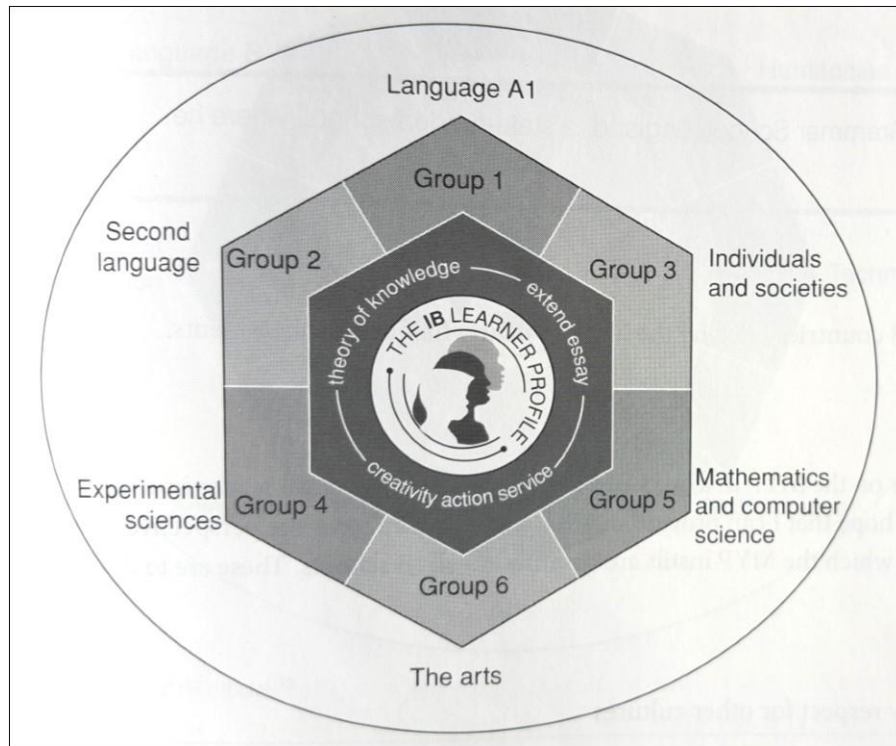 Language A1
Group 1
Second
language
Group 2
Group 3
Individuals
and societies
theory of knowledge
extend essay
THE IB LEARNER PROFILE
creativity action service
Experimental
sciences
Group 4
Group 5
Mathematics
and computer
science
Group 6
The arts